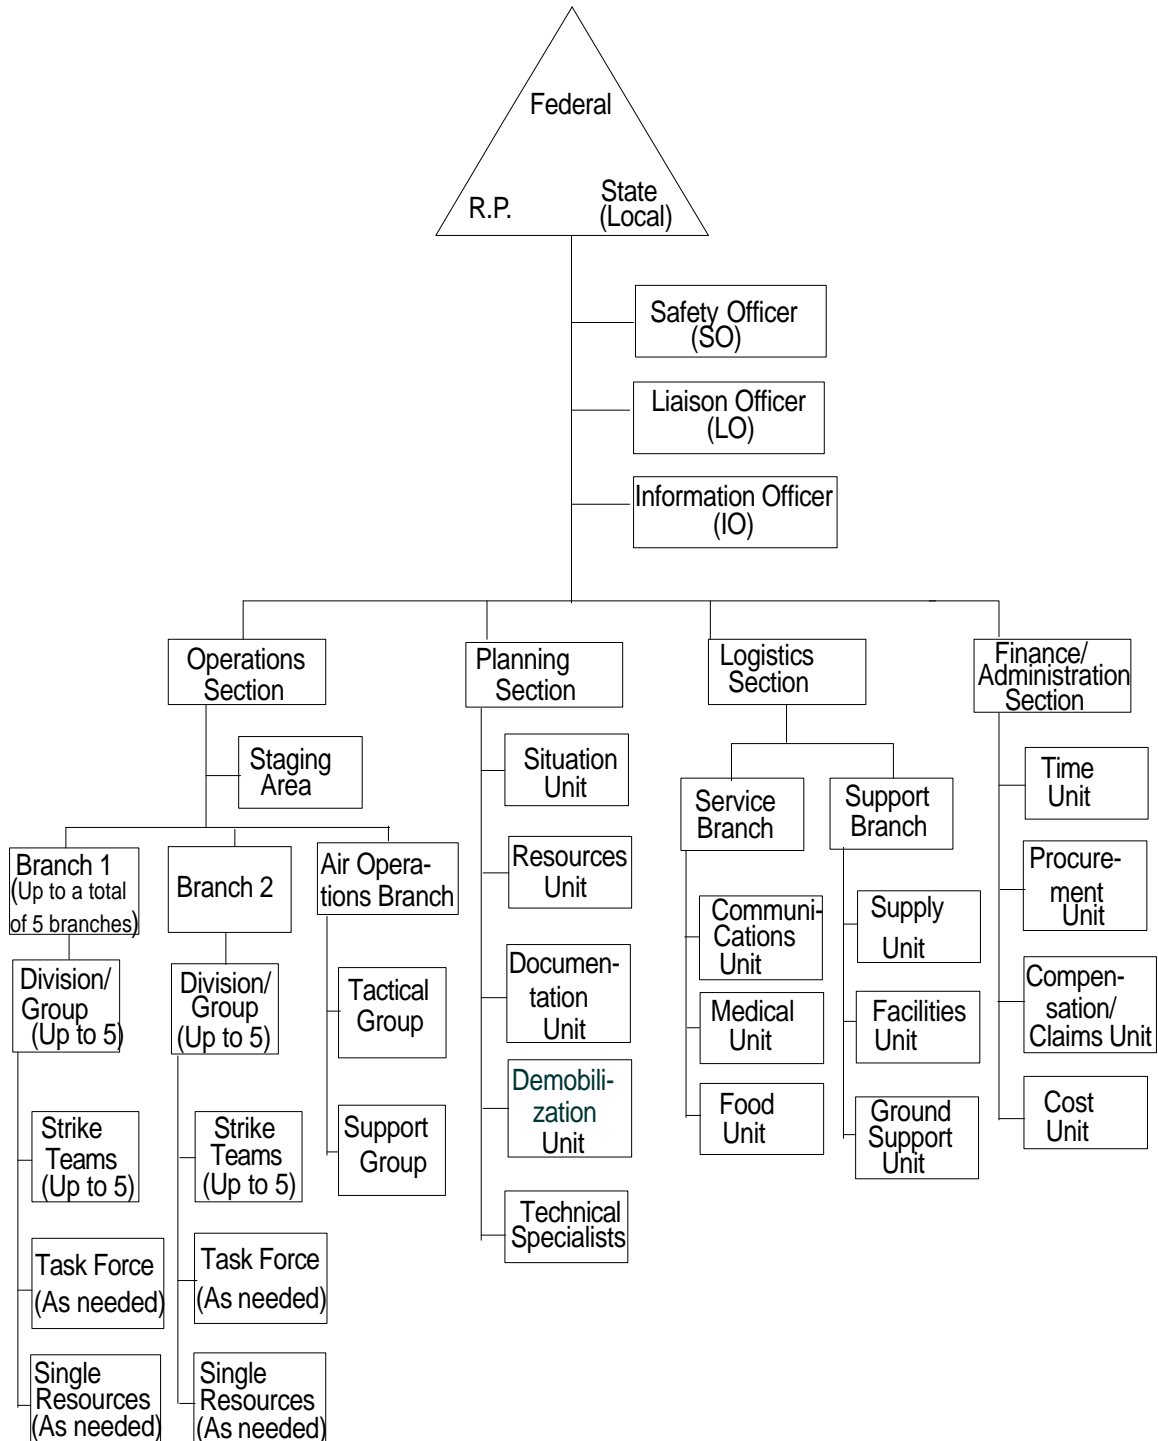 Federal
R.P.
State
(Local)
Safety Officer
(SO)
Liaison Officer
(LO)
Information Officer
(IO)
Operations
Section
Staging
Area
Branch 1
(Up to a total
of 5 branches)
Division/
Group
(Up to 5)
Strike
Teams
(Up to 5)
Task Force
(As needed)
Single
Resources
(As needed)
Branch 2
Division/
Group
(Up to 5)
Strike
Teams
(Up to 5)
Task Force
(As needed)
Single
Resources
(As needed)
Air Opera-
tions Branch
Tactical
Group
Support
Group
Planning
Section
Situation
Unit
Resources
Unit
Documen-
tation
Unit
Demobili-
zation
Unit
Technical
Specialists
Logistics
Section
Service
Branch
Communi-
Cations
Unit
Medical
Unit
Food
Unit
Support
Branch
Supply
Unit
Facilities
Unit
Ground
Support
Unit
Finance/
Administration
Section
Time
Unit
Procure-
ment
Unit
Compen-
sation/
Claims Unit
Cost
Unit